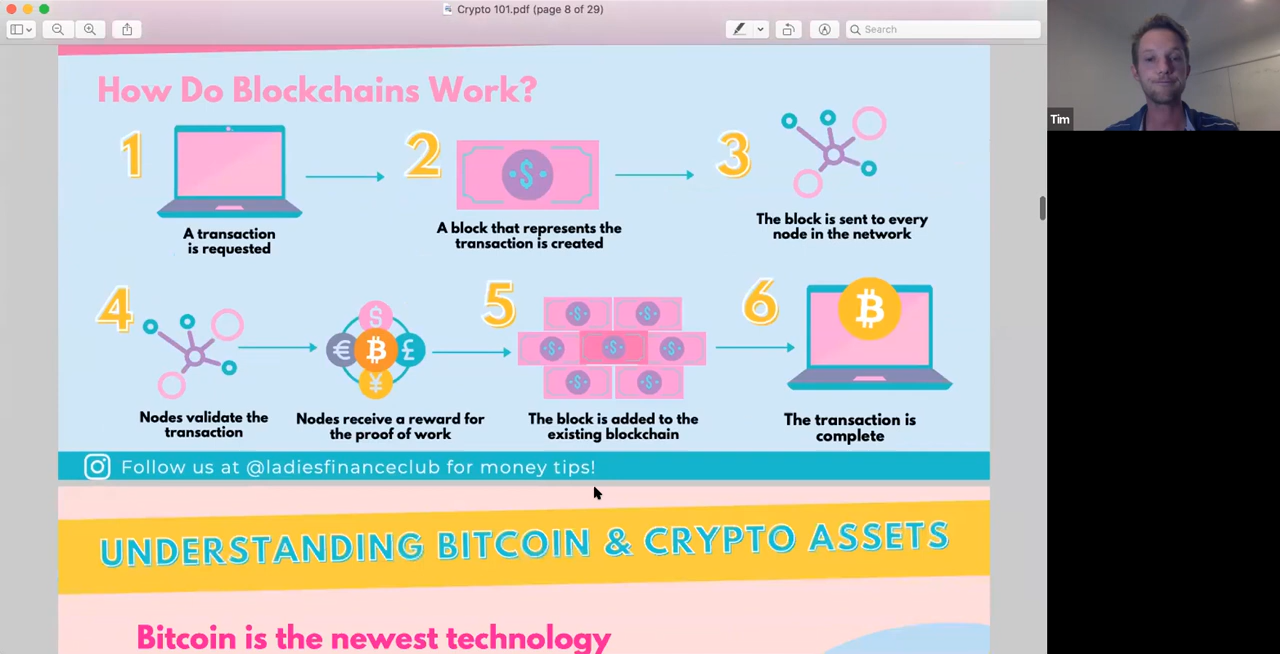 Crypto 101.pdf (page 8 of 29)
Search
Tim
How Do Blockchains Work?
1
A transaction
is requested
2
$
A block that represents the
transaction is created
3
The block is sent to every
node in the network
4
Nodes validate the
transaction
$
€ ₿ £
¥
Nodes receive a reward for
the proof of work
5
$ $
$ $ $
$ $
The block is added to the
existing blockchain
6
₿
The transaction is
complete
Follow us at @ladiesfinanceclub for money tips!
UNDERSTANDING BITCOIN & CRYPTO ASSETS
Bitcoin is the newest technology